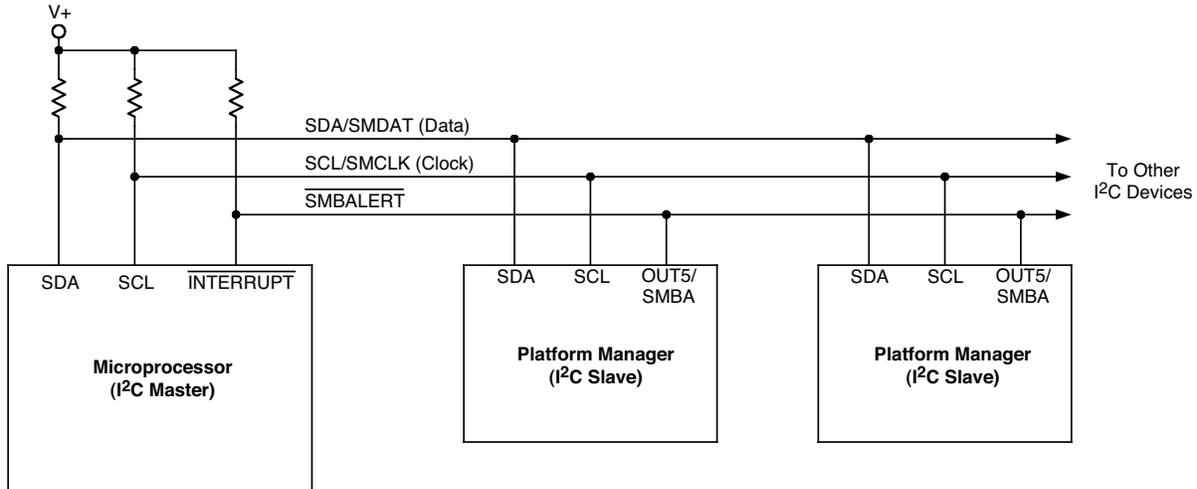 V+
SDA/SMDAT (Data)
SCL/SMCLK (Clock)
SMBALERT
To Other
I²C Devices
SDA SCL INTERRUPT
SDA SCL OUT5/
SMBA
SDA SCL OUT5/
SMBA
Microprocessor
(I²C Master)
Platform Manager
(I²C Slave)
Platform Manager
(I²C Slave)